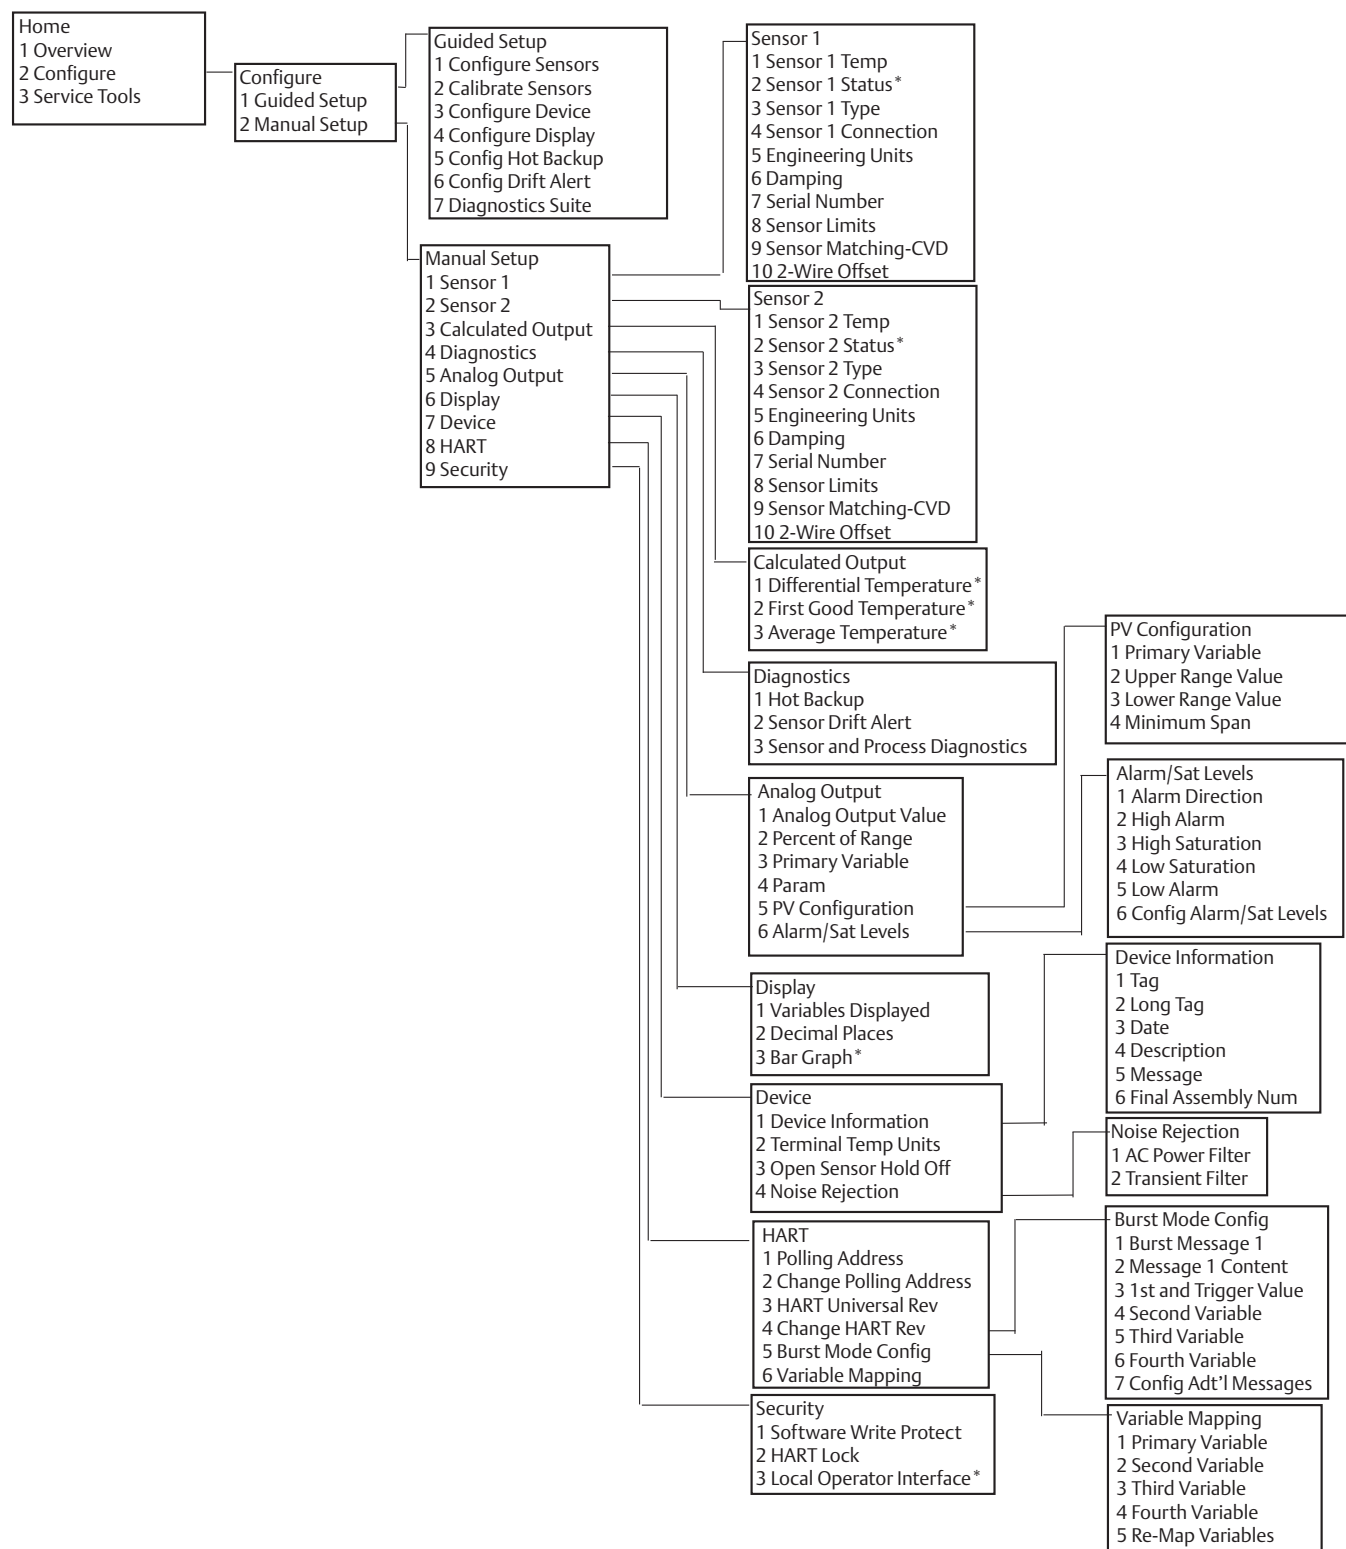 Home
1 Overview
2 Configure
3 Service Tools
Configure
1 Guided Setup
2 Manual Setup
Guided Setup
1 Configure Sensors
2 Calibrate Sensors
3 Configure Device
4 Configure Display
5 Config Hot Backup
6 Config Drift Alert
7 Diagnostics Suite
Manual Setup
1 Sensor 1
2 Sensor 2
3 Calculated Output
4 Diagnostics
5 Analog Output
6 Display
7 Device
8 HART
9 Security
Sensor 1
1 Sensor 1 Temp
2 Sensor 1 Status*
3 Sensor 1 Type
4 Sensor 1 Connection
5 Engineering Units
6 Damping
7 Serial Number
8 Sensor Limits
9 Sensor Matching-CVD
10 2-Wire Offset
Sensor 2
1 Sensor 2 Temp
2 Sensor 2 Status*
3 Sensor 2 Type
4 Sensor 2 Connection
5 Engineering Units
6 Damping
7 Serial Number
8 Sensor Limits
9 Sensor Matching-CVD
10 2-Wire Offset
Calculated Output
1 Differential Temperature*
2 First Good Temperature*
3 Average Temperature*
Diagnostics
1 Hot Backup
2 Sensor Drift Alert
3 Sensor and Process Diagnostics
Analog Output
1 Analog Output Value
2 Percent of Range
3 Primary Variable
4 Param
5 PV Configuration
6 Alarm/Sat Levels
Display
1 Variables Displayed
2 Decimal Places
3 Bar Graph*
Device
1 Device Information
2 Terminal Temp Units
3 Open Sensor Hold Off
4 Noise Rejection
HART
1 Polling Address
2 Change Polling Address
3 HART Universal Rev
4 Change HART Rev
5 Burst Mode Config
6 Variable Mapping
Security
1 Software Write Protect
2 HART Lock
3 Local Operator Interface*
PV Configuration
1 Primary Variable
2 Upper Range Value
3 Lower Range Value
4 Minimum Span
Alarm/Sat Levels
1 Alarm Direction
2 High Alarm
3 High Saturation
4 Low Saturation
5 Low Alarm
6 Config Alarm/Sat Levels
Device Information
1 Tag
2 Long Tag
3 Date
4 Description
5 Message
6 Final Assembly Num
Noise Rejection
1 AC Power Filter
2 Transient Filter
Burst Mode Config
1 Burst Message 1
2 Message 1 Content
3 1st and Trigger Value
4 Second Variable
5 Third Variable
6 Fourth Variable
7 Config Adt'l Messages
Variable Mapping
1 Primary Variable
2 Second Variable
3 Third Variable
4 Fourth Variable
5 Re-Map Variables